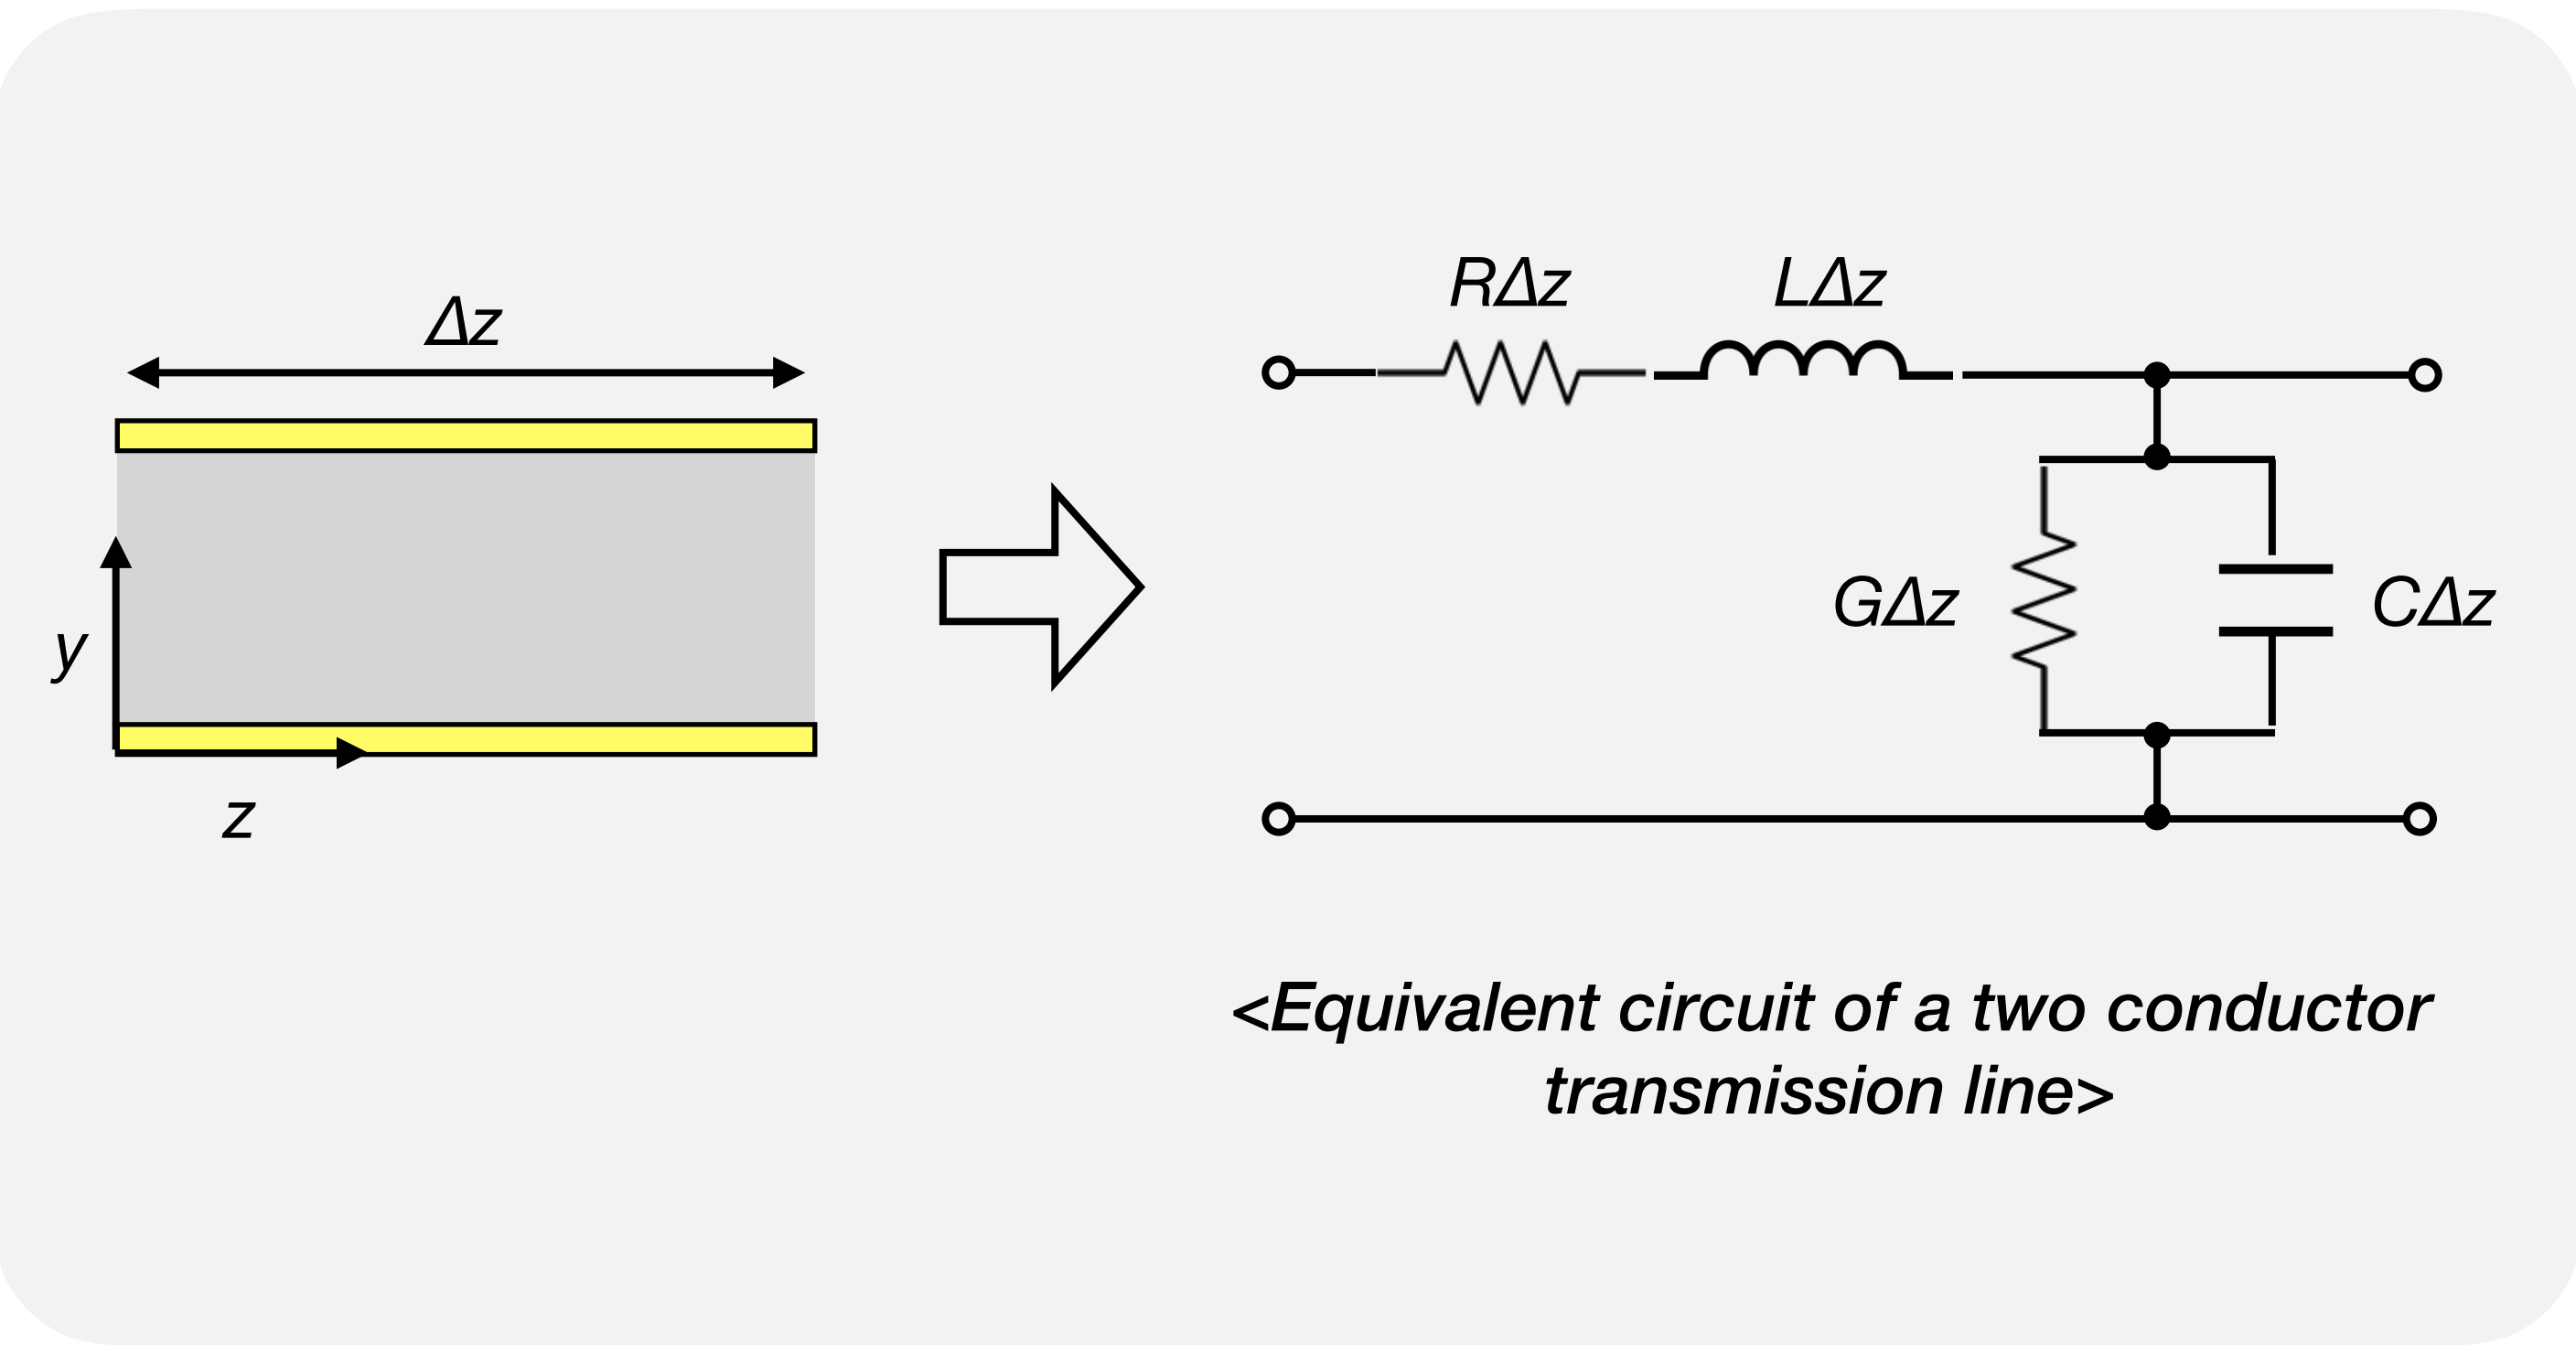 Δz
y
z
RΔz
LΔz
GΔz
CΔz
<Equivalent circuit of a two conductor
transmission line>